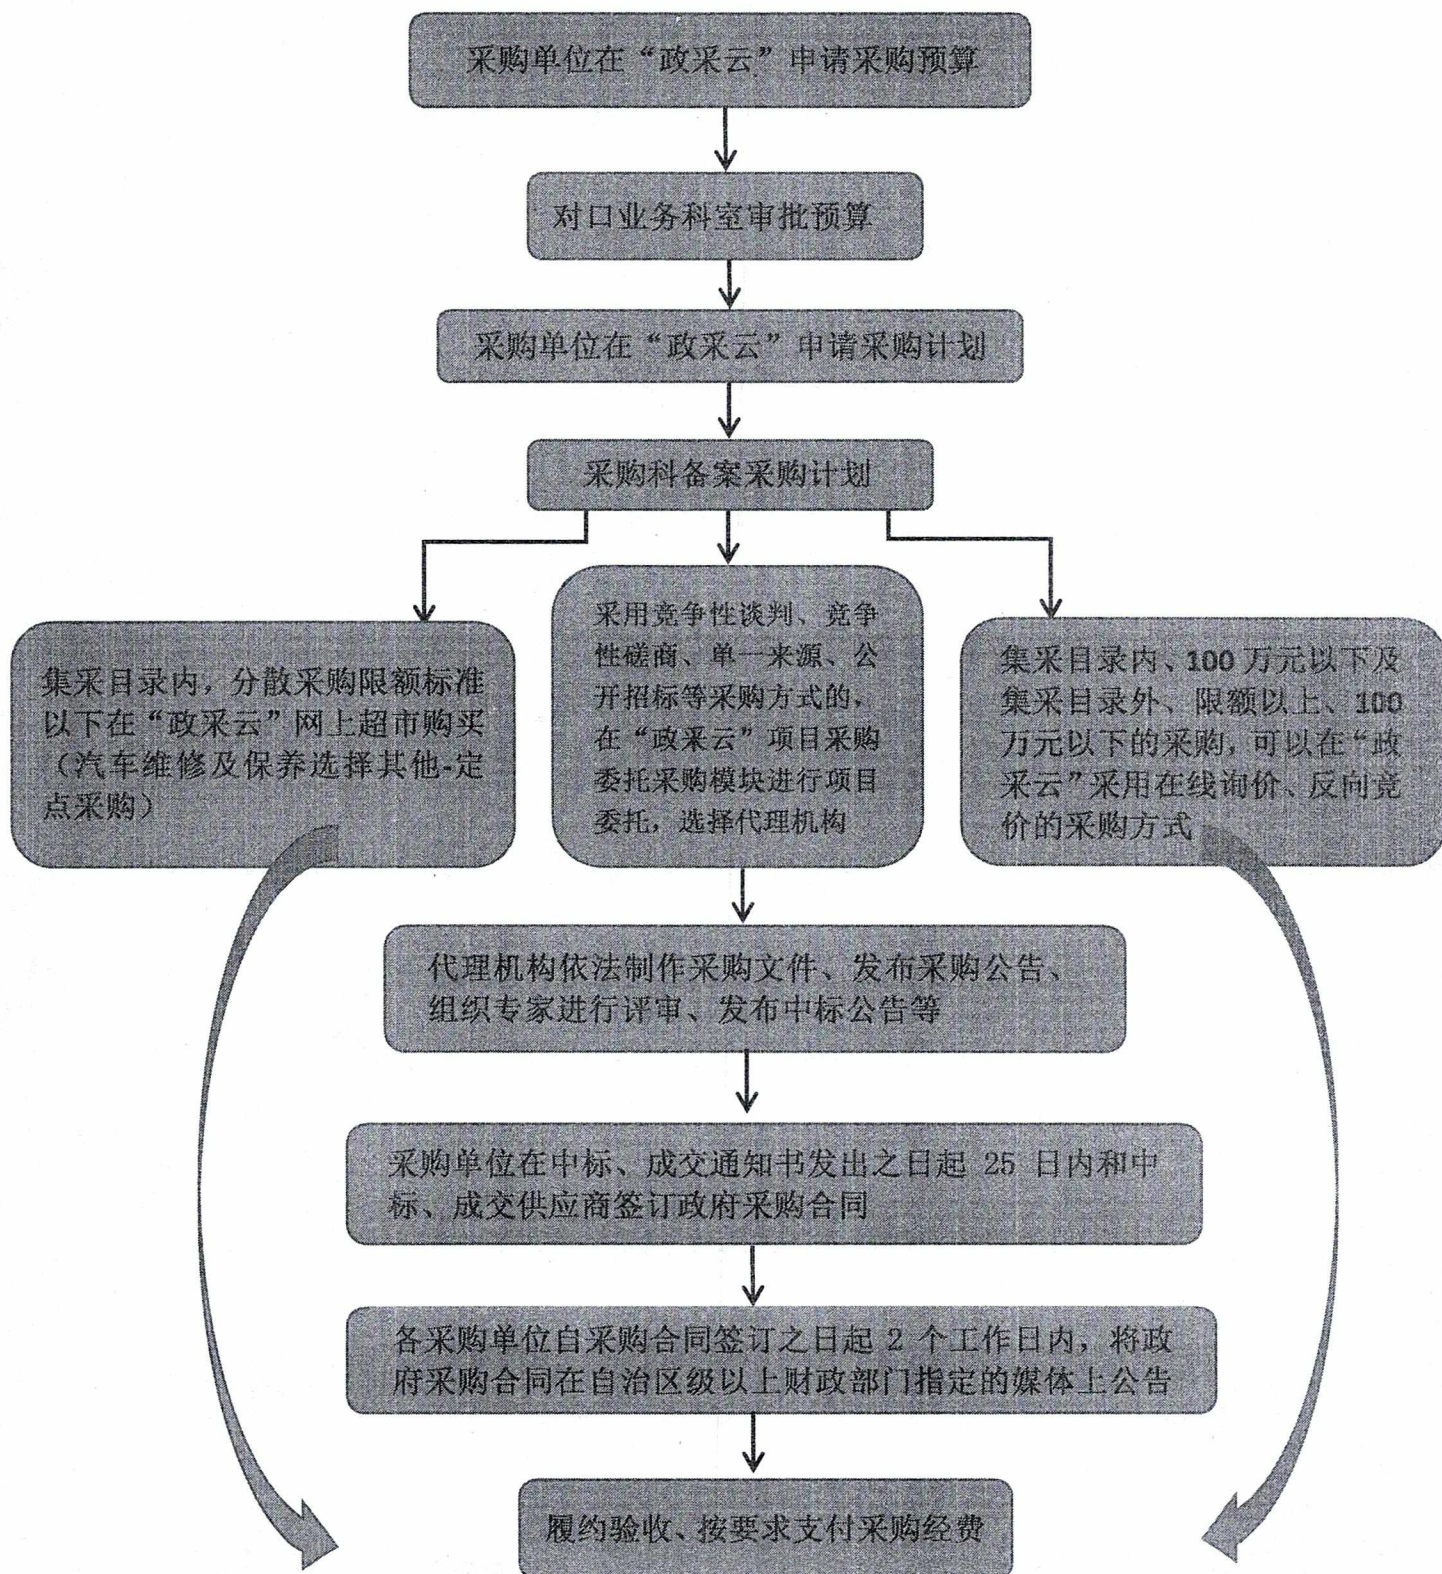 采购单位在“政采云”申请采购预算
对口业务科室审批预算
采购单位在“政采云”申请采购计划
采购科备案采购计划
集采目录内，分散采购限额标准
以下在“政采云”网上超市购买
（汽车维修及保养选择其他-定
点采购）
采用竞争性谈判、竞争
性磋商、单一来源、公
开招标等采购方式的，
在“政采云”项目采购
委托采购模块进行项目
委托，选择代理机构
集采目录内、100 万元以下及
集采目录外、限额以上、100
万元以下的采购，可以在“政
采云”采用在线询价、反向竞
价的采购方式
代理机构依法制作采购文件、发布采购公告、
组织专家进行评审、发布中标公告等
采购单位在中标、成交通知书发出之日起 25 日内和中
标、成交供应商签订政府采购合同
各采购单位自采购合同签订之日起 2 个工作日内，将政
府采购合同在自治区级以上财政部门指定的媒体上公告
履约验收、按要求支付采购经费